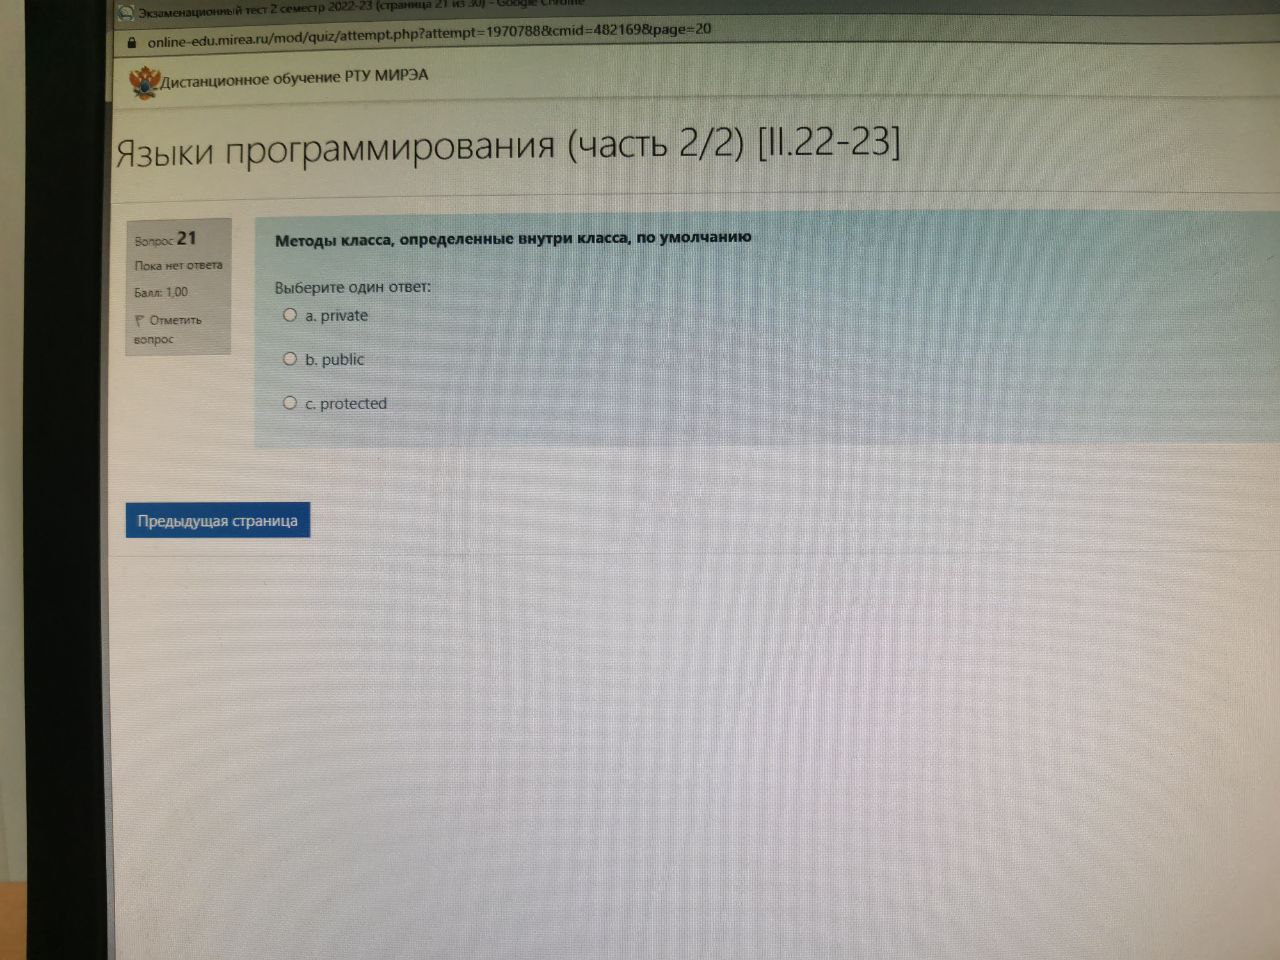 Экзаменационный тест 2 семестр 2022-23 (страница 21 из 30) - Google Chrome
online-edu.mirea.ru/mod/quiz/attempt.php?attempt=1970788&cmid=482169&page=20
Дистанционное обучение РТУ МИРЭА
Языки программирования (часть 2/2) [II.22-23]
Вопрос 21
Пока нет ответа
Балл: 1,00
Отметить
вопрос
Методы класса, определенные внутри класса, по умолчанию
Выберите один ответ:
a. private
b. public
c. protected
Предыдущая страница